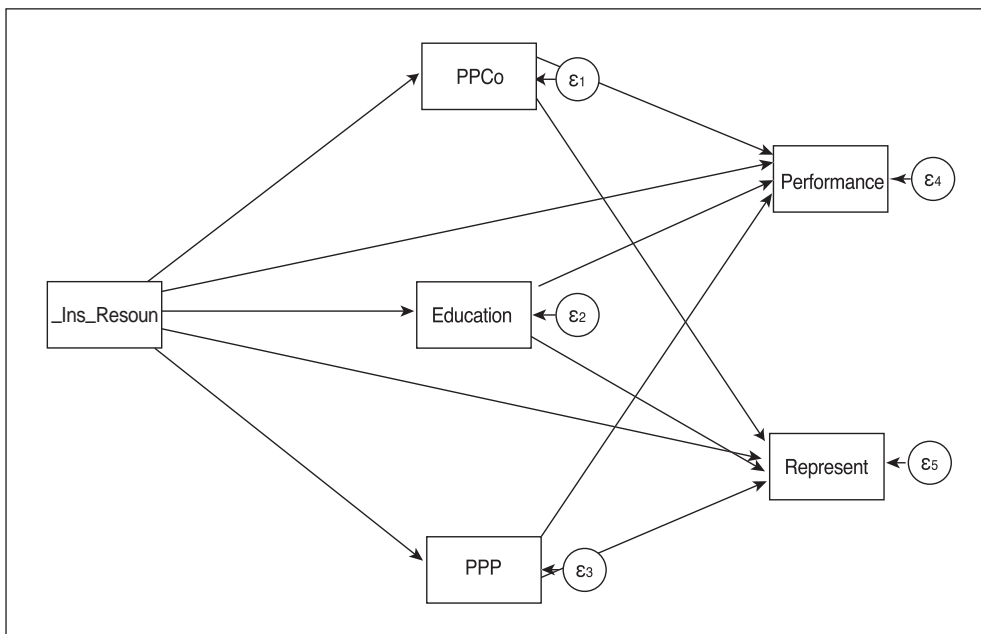 PPCo
ε1
Performance
ε4
_Ins_Resoun
Education
ε2
Represent
ε5
PPP
ε3